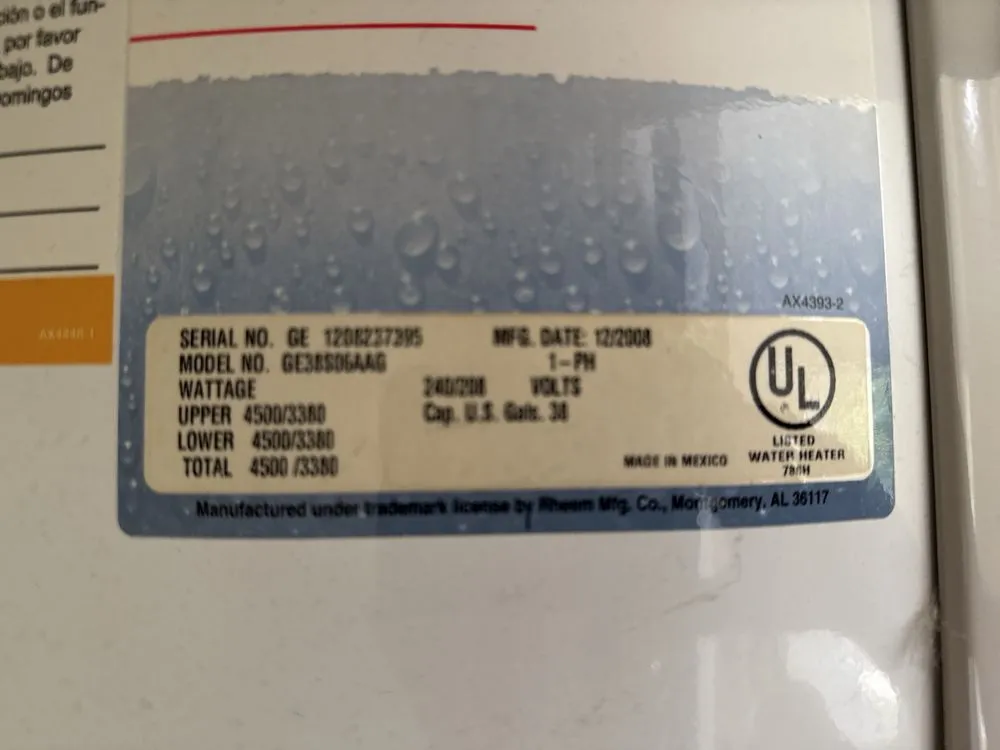 ción o el fun-
por favor
bajo. De
omingos
AX4393-2
SERIAL NO. GE 1208237395 MFG. DATE: 12/2008
MODEL NO. GE38S06AAG 1-PH
WATTAGE 240/208 VOLTS
UPPER 4500/3380 Cap. U.S. Gals. 38
LOWER 4500/3380
TOTAL 4500 /3380
MADE IN MEXICO
UL
LISTED
WATER HEATER
Manufactured under trademark license by Rheem Mfg. Co., Montgomery, AL 36117